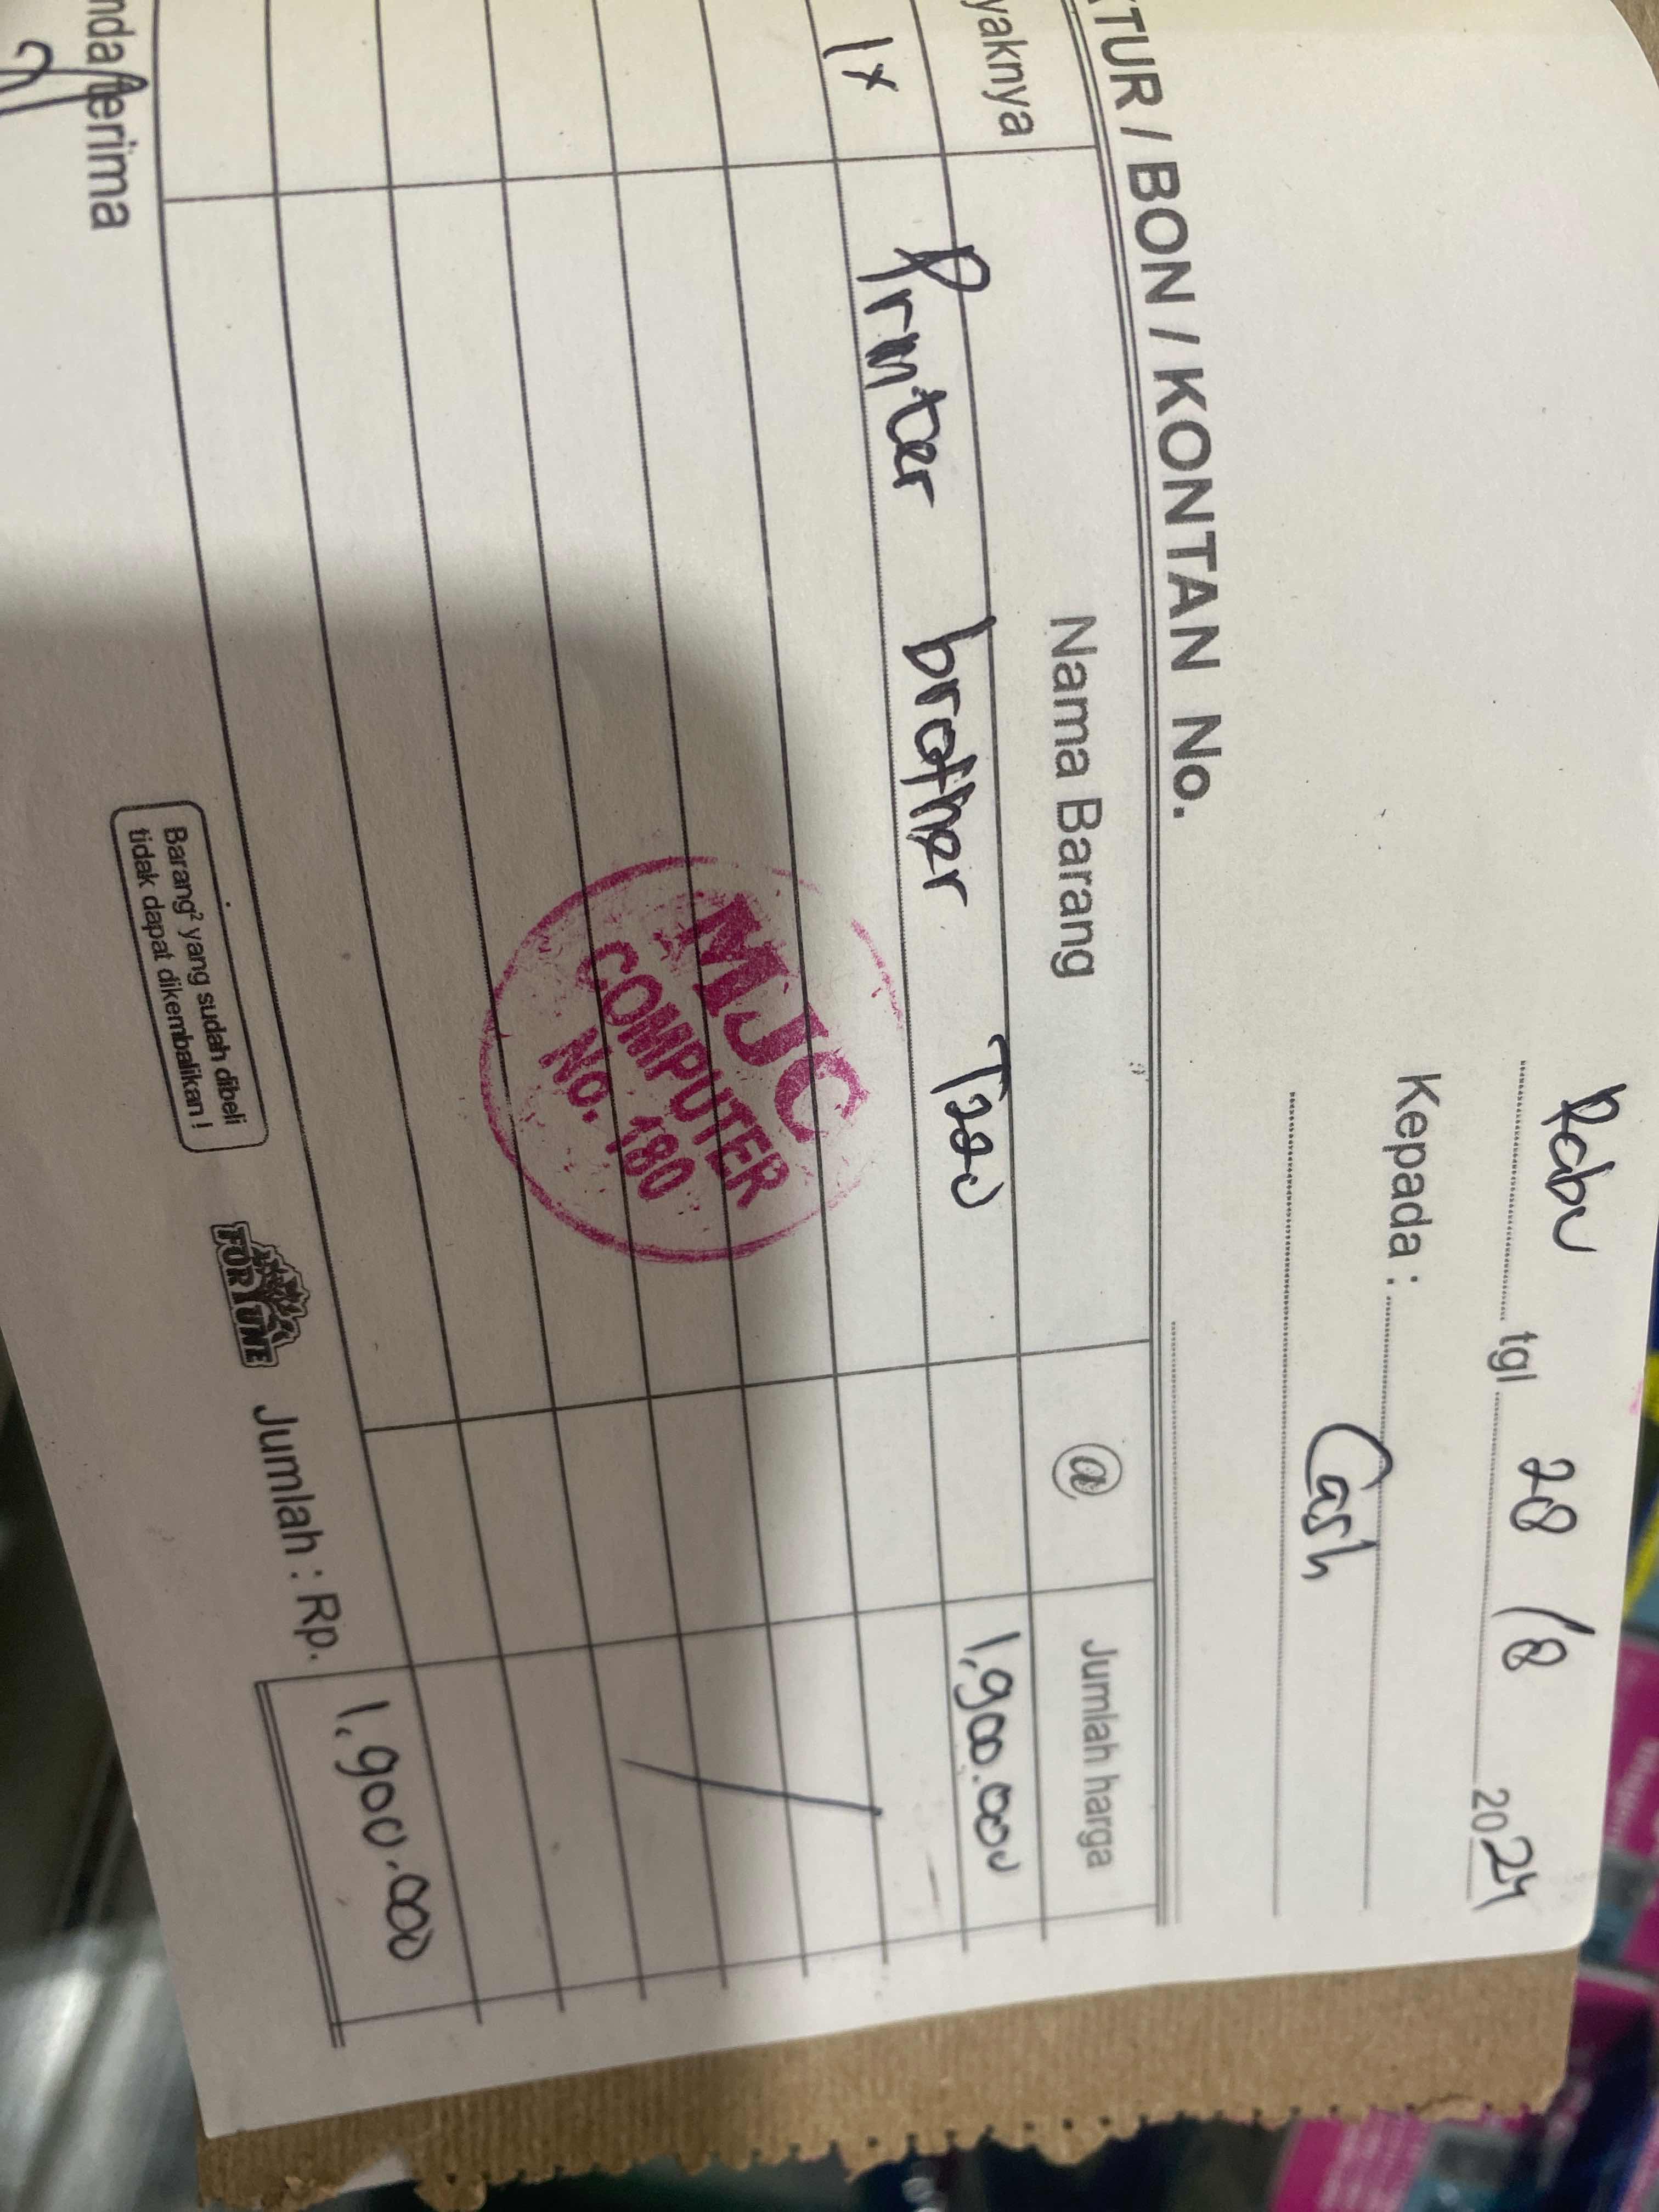 Rabu tgl 28 / 8 2024
Kepada : Cash
TUR / BON / KONTAN No.
yaknya Nama Barang @ Jumlah harga
1x Printer brother T220 1,900.000
MJC
COMPUTER
No. 180
nda terima
Barang² yang sudah dibeli
tidak dapat dikembalikan !
FORTUNE
Jumlah : Rp. 1,900.000